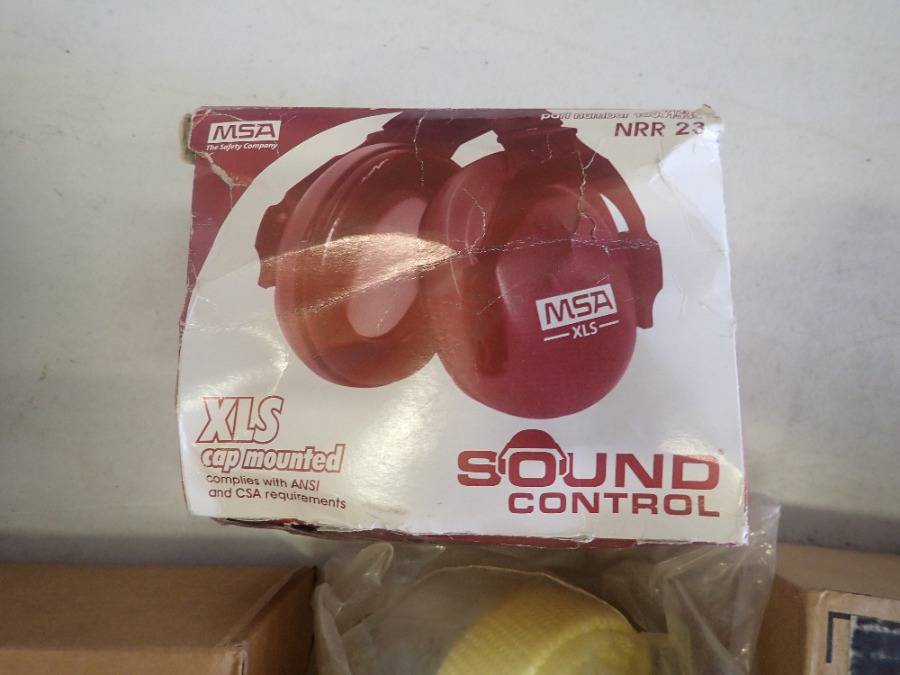 MSA
The Safety Company
part number
NRR 23
MSA
XLS
XLS
cap mounted
complies with ANSI
and CSA requirements
SOUND
CONTROL